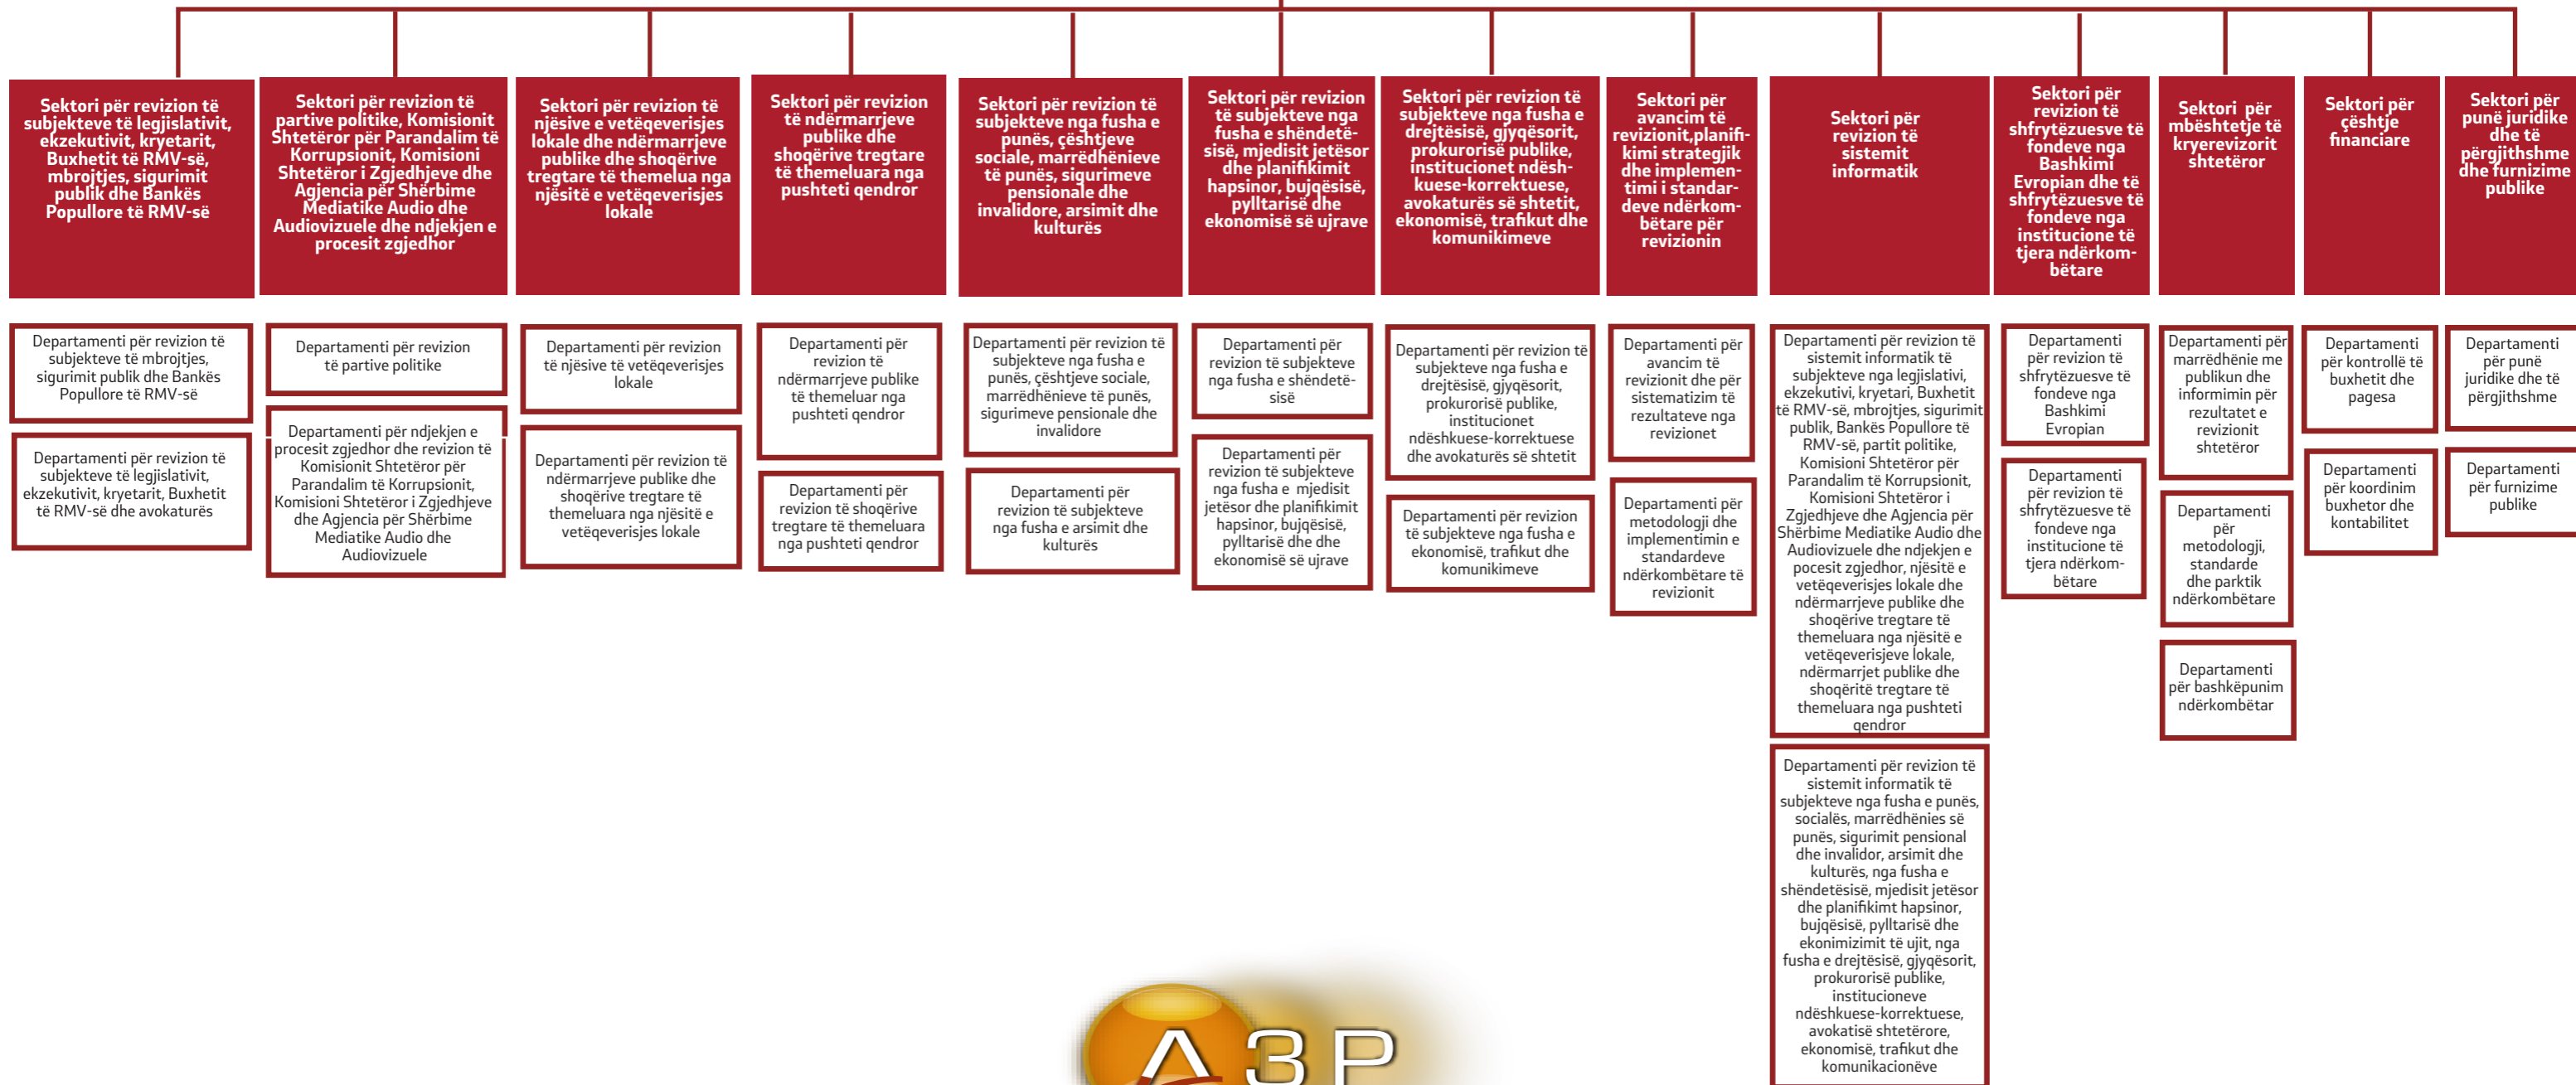 Sektori për revizion të
subjekteve të legjislativit,
ekzekutivit, kryetarit,
Buxhetit të RMV-së,
mbrojtjes, sigurimit
publik dhe Bankës
Popullore të RMV-së
Sektori për revizion të
partive politike, Komisionit
Shtetëror për Parandalim të
Korrupsionit, Komisioni
Shtetëror i Zgjedhjeve dhe
Agjencia për Shërbime
Mediatike Audio dhe
Audiovizuele dhe ndjekjen e
procesit zgjedhor
Sektori për revizion të
njësive e vetëqeverisjes
lokale dhe ndërmarrjeve
publike dhe shoqërive
tregtare të themelua nga
njësitë e vetëqeverisjes
lokale
Sektori për revizion
të ndërmarrjeve
publike dhe
shoqërive tregtare
të themeluara nga
pushteti qendror
Sektori për revizion të
subjekteve nga fusha e
punës, çështjeve
sociale, marrëdhënieve
të punës, sigurimeve
pensionale dhe
invalidore, arsimit dhe
kulturës
Sektori për revizion
të subjekteve nga
fusha e shëndetë-
sisë, mjedisit jetësor
dhe planifikimit
hapsinor, bujqësisë,
pylltarisë dhe
ekonomisë së ujrave
Sektori për revizion të
subjekteve nga fusha e
drejtësisë, gjyqësorit,
prokurorisë publike,
institucionet ndësh-
kuese-korrektuese,
avokaturës së shtetit,
ekonomisë, trafikut dhe
komunikimeve
Sektori për
avancim të
revizionit,planifi-
kimi strategjik
dhe implemen-
timi i standar-
deve ndërkom-
bëtare për
revizionin
Sektori për
revizion të
sistemit
informatik
Sektori për
revizion të
shfrytëzuesve të
fondeve nga
Bashkimi
Evropian dhe të
shfrytëzuesve të
fondeve nga
institucione të
tjera ndërkom-
bëtare
Sektori  për
mbështetje të
kryerevizorit
shtetëror
Sektori për
çështje
financiare
Sektori për
punë juridike
dhe të
përgjithshme
dhe furnizime
publike
Departamenti për revizion të
subjekteve të mbrojtjes,
sigurimit publik dhe Bankës
Popullore të RMV-së
Departamenti për revizion të
subjekteve të legjislativit,
ekzekutivit, kryetarit, Buxhetit
të RMV-së dhe avokaturës
Departamenti për revizion
të partive politike
Departamenti për ndjekjen e
procesit zgjedhor dhe revizion të
Komisionit Shtetëror për
Parandalim të Korrupsionit,
Komisioni Shtetëror i Zgjedhjeve
dhe Agjencia për Shërbime
Mediatike Audio dhe
Audiovizuele
Departamenti për revizion
të njësive të vetëqeverisjes
lokale
Departamenti për revizion të
ndërmarrjeve publike dhe
shoqërive tregtare të
themeluara nga njësitë e
vetëqeverisjes lokale
Departamenti për
revizion të
ndërmarrjeve publike
të themeluar nga
pushteti qendror
Departamenti për
revizion të shoqërive
tregtare të themeluara
nga pushteti qendror
Departamenti për revizion të
subjekteve nga fusha e
punës, çështjeve sociale,
marrëdhënieve të punës,
sigurimeve pensionale dhe
invalidore
Departamenti për
revizion të subjekteve
nga fusha e arsimit dhe
kulturës
Departamenti për
revizion të subjekteve
nga fusha e shëndetë-
sisë
Departamenti për
revizion të subjekteve
nga fusha e  mjedisit
jetësor dhe planifikimit
hapsinor, bujqësisë,
pylltarisë dhe dhe
ekonomisë së ujrave
Departamenti për revizion të
subjekteve nga fusha e
drejtësisë, gjyqësorit,
prokurorisë publike,
institucionet
ndëshkuese-korrektuese
dhe avokaturës së shtetit
Departamenti për revizion
të subjekteve nga fusha e
ekonomisë, trafikut dhe
komunikimeve
Departamenti për
avancim të
revizionit dhe për
sistematizim të
rezultateve nga
revizionet
Departamenti për
metodologji dhe
implementimin e
standardeve
ndërkombëtare të
revizionit
Departamenti për revizion të
sistemit informatik të
subjekteve nga legjislativi,
ekzekutivi, kryetari, Buxhetit
të RMV-së, mbrojtjes, sigurimit
publik, Bankës Popullore të
RMV-së, partit politike,
Komisioni Shtetëror për
Parandalim të Korrupsionit,
Komisioni Shtetëror i
Zgjedhjeve dhe Agjencia për
Shërbime Mediatike Audio dhe
Audiovizuele dhe ndjekjen e
pocesit zgjedhor, njësitë e
vetëqeverisjes lokale dhe
ndërmarrjeve publike dhe
shoqërive tregtare të
themeluara nga njësitë e
vetëqeverisjeve lokale,
ndërmarrjet publike dhe
shoqëritë tregtare të
themeluara nga pushteti
qendror
Departamenti për revizion të
sistemit informatik të
subjekteve nga fusha e punës,
socialës, marrëdhënies së
punës, sigurimit pensional
dhe invalidor, arsimit dhe
kulturës, nga fusha e
shëndetësisë, mjedisit jetësor
dhe planifikimt hapsinor,
bujqësisë, pylltarisë dhe
ekonimizimit të ujit, nga
fusha e drejtësisë, gjyqësorit,
prokurorisë publike,
institucioneve
ndëshkuese-korrektuese,
avokatisë shtetërore,
ekonomisë, trafikut dhe
komunikacionëve
Departamenti
për revizion të
shfrytëzuesve të
fondeve nga
Bashkimi
Evropian
Departamenti
për revizion të
shfrytëzuesve të
fondeve nga
institucione të
tjera ndërkom-
bëtare
Departamenti për
marrëdhënie me
publikun dhe
informimin për
rezultatet e
revizionit
shtetëror
Departamenti
për
metodologji,
standarde
dhe parktik
ndërkombëtare
Departamenti
për bashkëpunim
ndërkombëtar
Departamenti
për kontrollë të
buxhetit dhe
pagesa
Departamenti
për koordinim
buxhetor dhe
kontabilitet
Departamenti
për punë
juridike dhe të
përgjithshme
Departamenti
për furnizime
publike
ДЗР